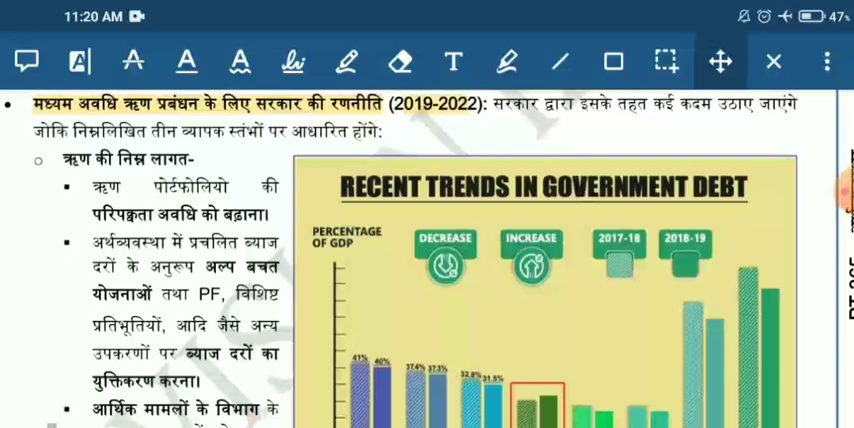 11:20 AM
47%
• मध्यम अवधि ऋण प्रबंधन के लिए सरकार की रणनीति (2019-2022): सरकार द्वारा इसके तहत कई कदम उठाए जाएंगे
जोकि निम्नलिखित तीन व्यापक स्तंभों पर आधारित होंगे:
o ऋण की निम्न लागत-
▪ ऋण पोर्टफोलियो की
परिपक्वता अवधि को बढ़ाना।
▪ अर्थव्यवस्था में प्रचलित ब्याज
दरों के अनुरूप अल्प बचत
योजनाओं तथा PF, विशिष्ट
प्रतिभूतियों, आदि जैसे अन्य
उपकरणों पर ब्याज दरों का
युक्तिकरण करना।
▪ आर्थिक मामलों के विभाग के
RECENT TRENDS IN GOVERNMENT DEBT
PERCENTAGE
OF GDP
DECREASE
INCREASE
2017-18
2018-19
41% 40%
37.4% 37.3%
32.8% 31.5%